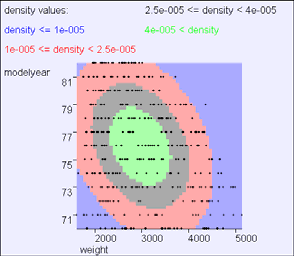 density values:
2.5e-005 <= density < 4e-005
density <= 1e-005
4e-005 < density
1e-005 <= density < 2.5e-005
modelyear
81
79
77
75
73
71
2000
3000
4000
5000
weight